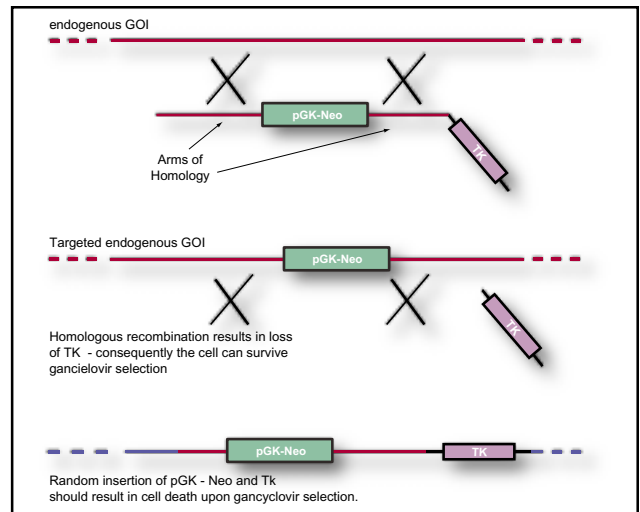 endogenous GOI
pGK-Neo
Arms of
Homology
TK
Targeted endogenous GOI
pGK-Neo
TK
Homologous recombination results in loss
of TK - consequently the cell can survive
gancielovir selection
pGK-Neo
TK
Random insertion of pGK - Neo and Tk
should result in cell death upon gancyclovir selection.